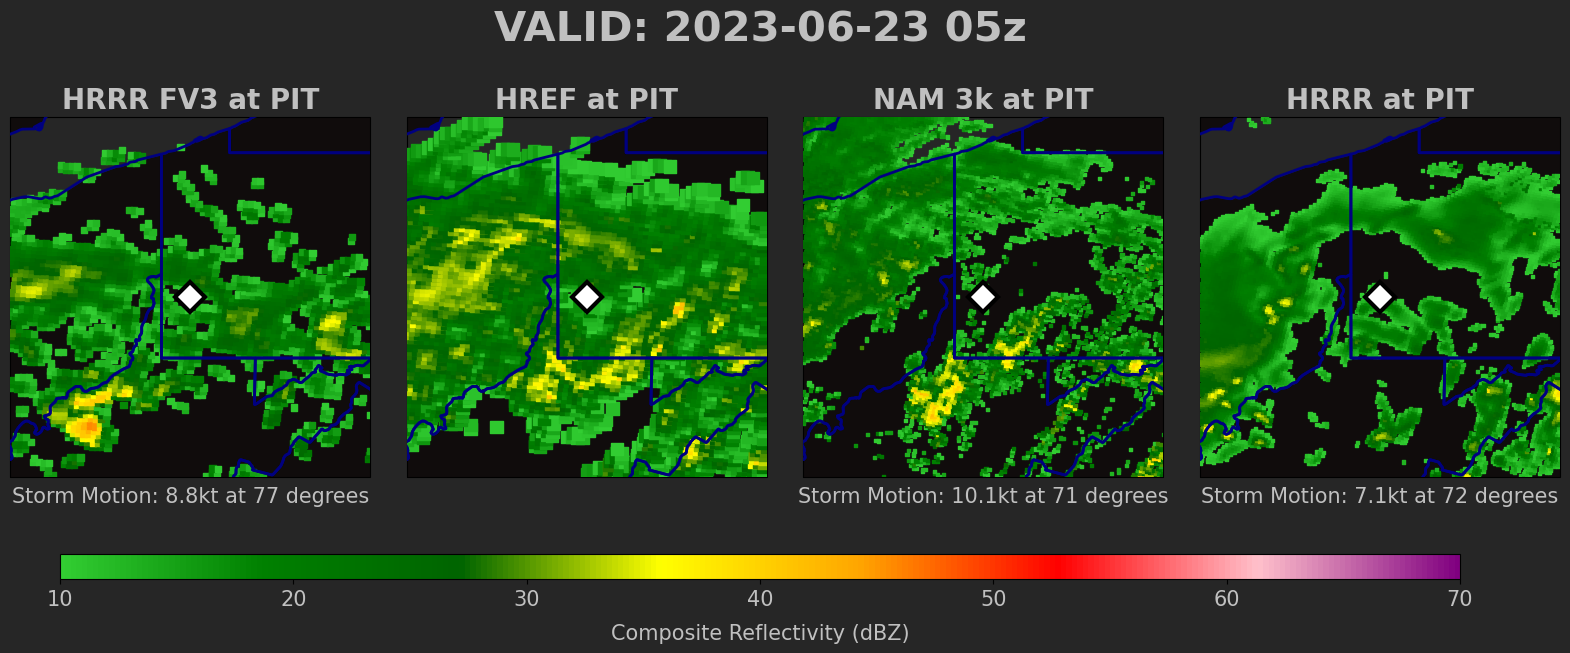 VALID: 2023-06-23 05z
HRRR FV3 at PIT
HREF at PIT
NAM 3k at PIT
HRRR at PIT
Storm Motion: 8.8kt at 77 degrees
Storm Motion: 10.1kt at 71 degrees
Storm Motion: 7.1kt at 72 degrees
10 20 30 40 50 60 70
Composite Reflectivity (dBZ)